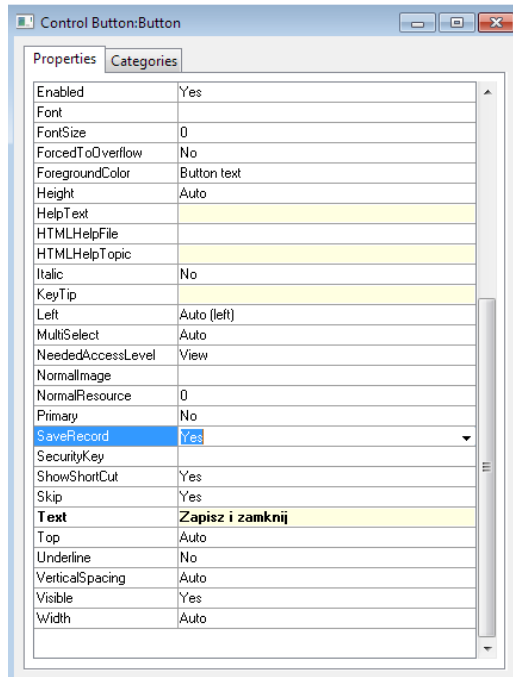 Control Button:Button
Properties Categories
Enabled Yes
Font
FontSize 0
ForcedToOverflow No
ForegroundColor Button text
Height Auto
HelpText
HTMLHelpFile
HTMLHelpTopic
Italic No
KeyTip
Left Auto (left)
MultiSelect Auto
NeededAccessLevel View
NormalImage
NormalResource 0
Primary No
SaveRecord Yes
SecurityKey
ShowShortCut Yes
Skip Yes
Text Zapisz i zamknij
Top Auto
Underline No
VerticalSpacing Auto
Visible Yes
Width Auto